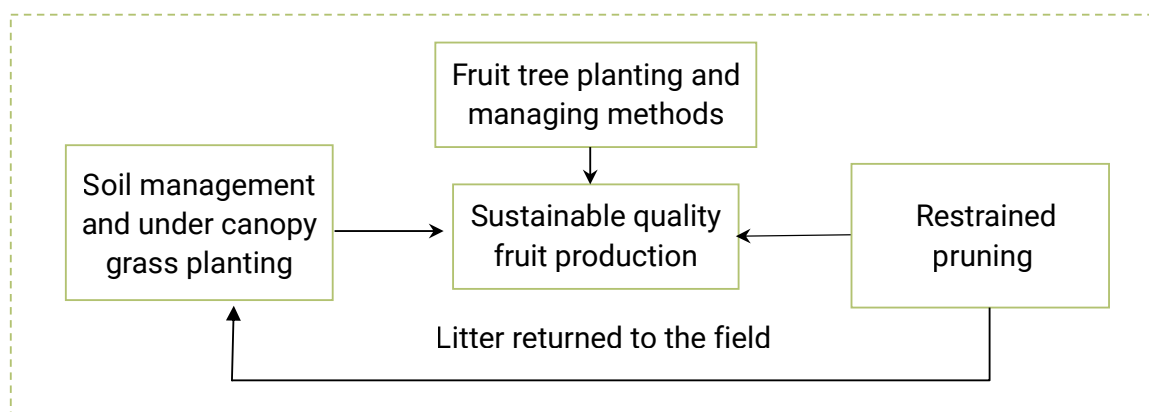 Fruit tree planting and
managing methods
Soil management
and under canopy
grass planting
Sustainable quality
fruit production
Restrained
pruning
Litter returned to the field